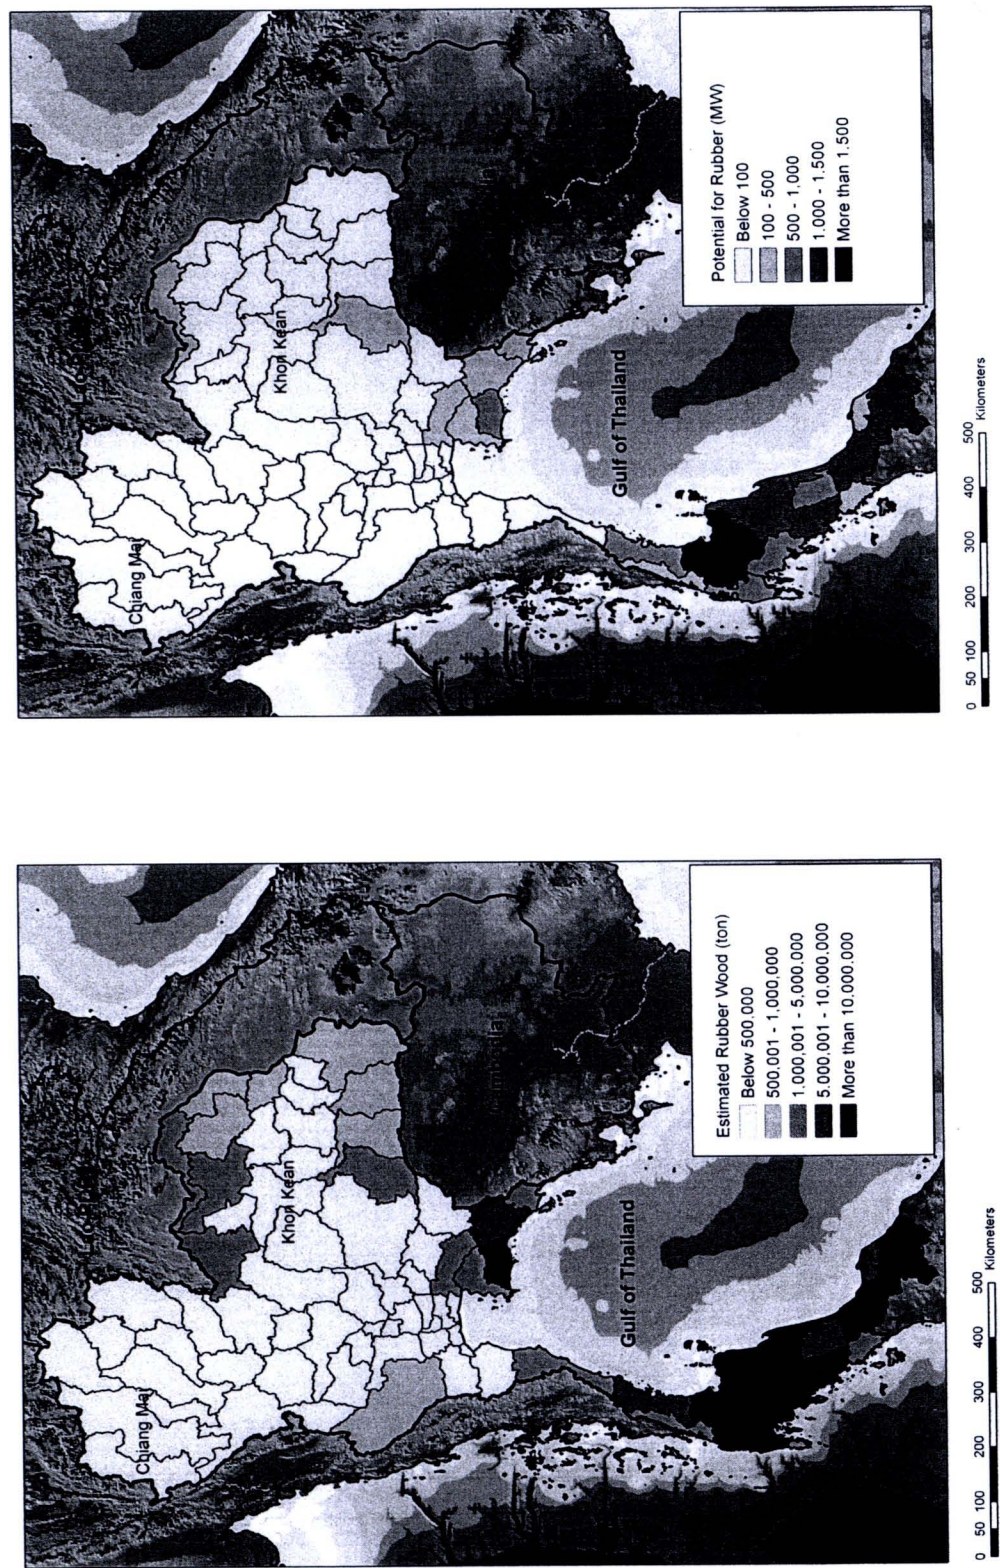 Chiang Mai
Khon Kean
Gulf of Thailand
Estimated Rubber Wood (ton)
Below 500.000
500.001 - 1,000.000
1.000,001 - 5,000.000
5.000.001 - 10,000.000
More than 10.000.000
0 50 100 200 300 400 500
Kilometers
Chiang Mai
Khon Kean
Gulf of Thailand
Potential for Rubber (MW)
Below 100
100 - 500
500 - 1,000
1.000 - 1.500
More than 1.500
0 50 100 200 300 400 500
Kilometers